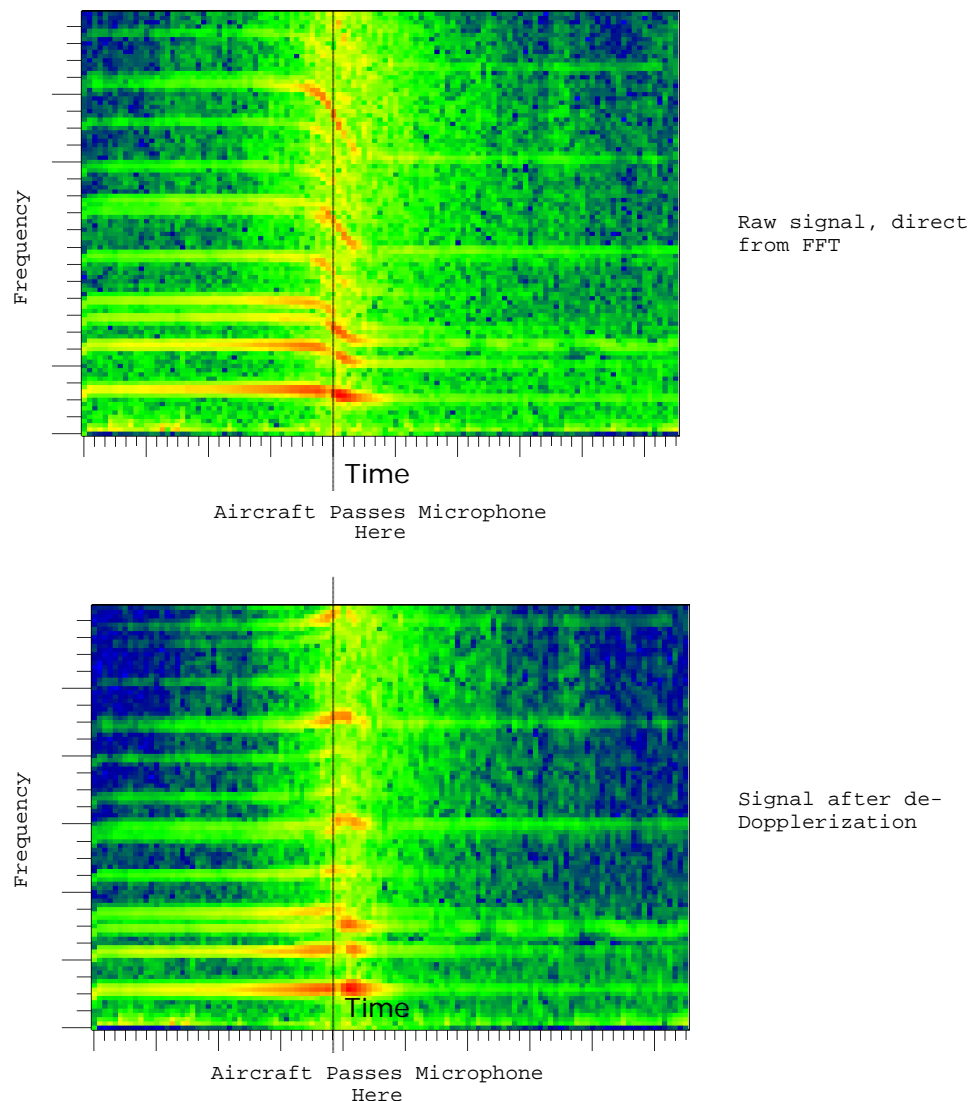 Frequency
Raw signal, direct
from FFT
Time
Aircraft Passes Microphone
Here
Frequency
Signal after de-
Dopplerization
Time
Aircraft Passes Microphone
Here